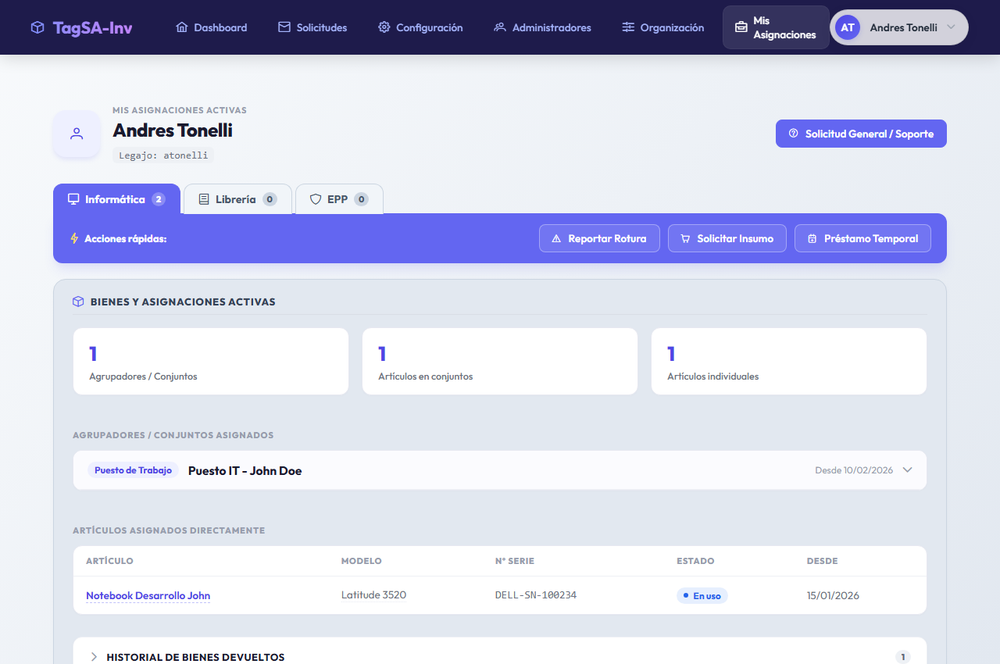 TagSA-Inv
Dashboard
Solicitudes
Configuración
Administradores
Organización
Mis
Asignaciones
AT
Andres Tonelli
MIS ASIGNACIONES ACTIVAS
Andres Tonelli
Legajo: atonelli
Solicitud General / Soporte
Informática 2
Librería 0
EPP 0
Acciones rápidas:
Reportar Rotura
Solicitar Insumo
Préstamo Temporal
BIENES Y ASIGNACIONES ACTIVAS
1
Agrupadores / Conjuntos
1
Artículos en conjuntos
1
Artículos individuales
AGRUPADORES / CONJUNTOS ASIGNADOS
Puesto de Trabajo Puesto IT - John Doe Desde 10/02/2026
ARTÍCULOS ASIGNADOS DIRECTAMENTE
ARTÍCULO MODELO N° SERIE ESTADO DESDE
Notebook Desarrollo John Latitude 3520 DELL-SN-100234 En uso 15/01/2026
HISTORIAL DE BIENES DEVUELTOS 1